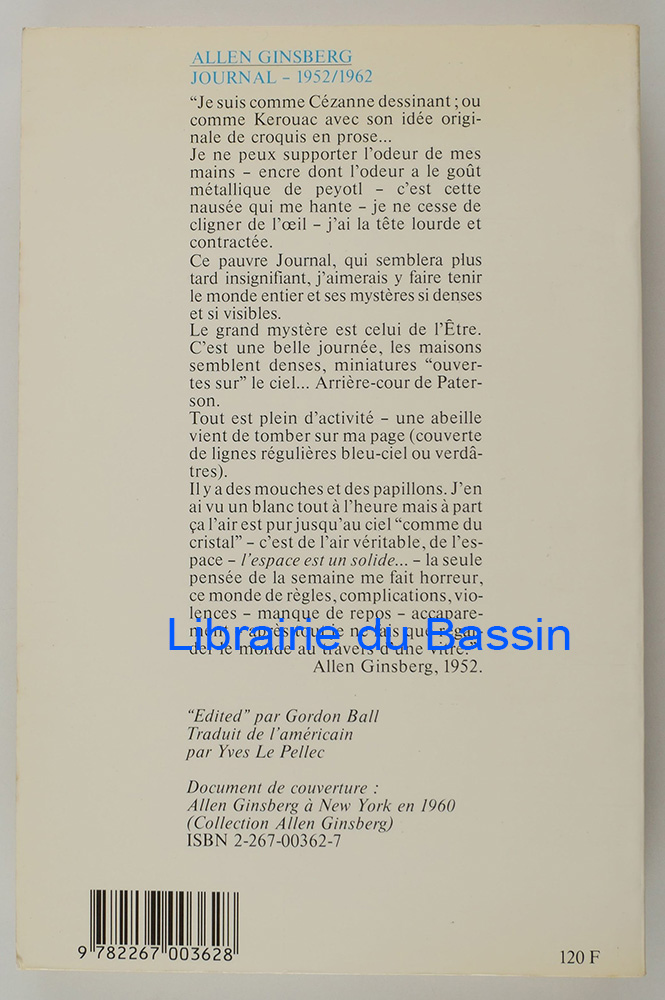 ALLEN GINSBERG
JOURNAL – 1952/1962
“Je suis comme Cézanne dessinant ; ou
comme Kerouac avec son idée origi-
nale de croquis en prose...
Je ne peux supporter l’odeur de mes
mains – encre dont l’odeur a le goût
métallique de peyotl – c’est cette
nausée qui me hante – je ne cesse de
cligner de l’œil – j’ai la tête lourde et
contractée.
Ce pauvre Journal, qui semblera plus
tard insignifiant, j’aimerais y faire tenir
le monde entier et ses mystères si denses
et si visibles.
Le grand mystère est celui de l’Être.
C’est une belle journée, les maisons
semblent denses, miniatures “ouver-
tes sur” le ciel... Arrière-cour de Pater-
son.
Tout est plein d’activité – une abeille
vient de tomber sur ma page (couverte
de lignes régulières bleu-ciel ou verdâ-
tres).
Il y a des mouches et des papillons. J’en
ai vu un blanc tout à l’heure mais à part
ça l’air est pur jusqu’au ciel “comme du
cristal” – c’est de l’air véritable, de l’es-
pace – l’espace est un solide... – la seule
pensée de la semaine me fait horreur,
ce monde de règles, complications, vio-
lences – manque de repos – accapare-
ment – après tout je ne fais que regar-
der le monde au travers d’une vitre.”
Librairie du Bassin
Allen Ginsberg, 1952.
“Edited” par Gordon Ball
Traduit de l’américain
par Yves Le Pellec
Document de couverture :
Allen Ginsberg à New York en 1960
(Collection Allen Ginsberg)
ISBN 2-267-00362-7
9 782267 003628
120 F